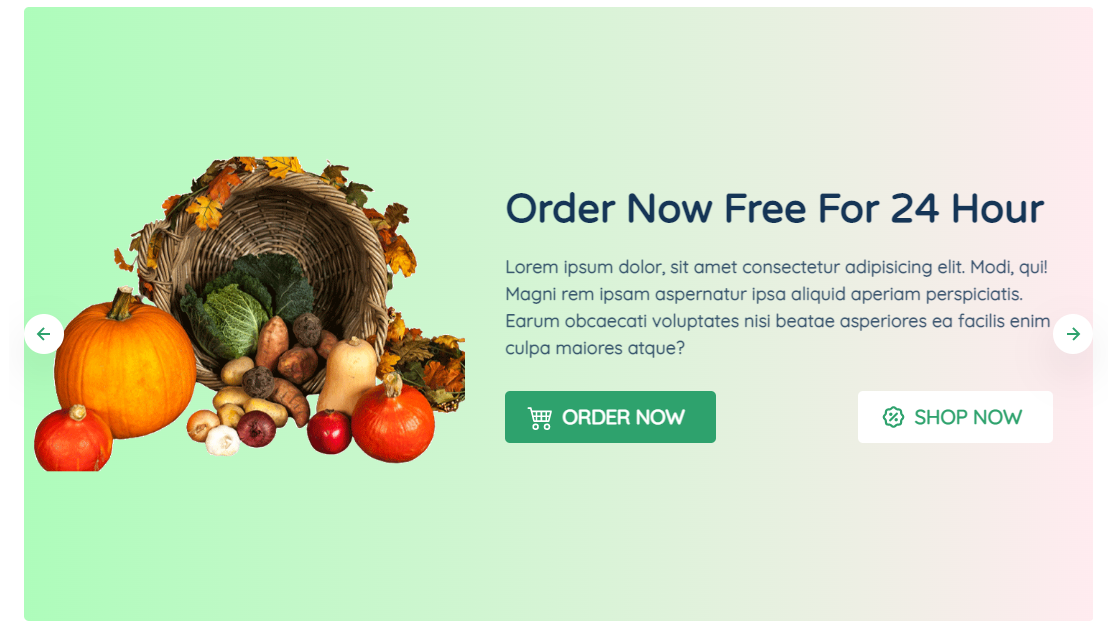 Order Now Free For 24 Hour
Lorem ipsum dolor, sit amet consectetur adipisicing elit. Modi, qui!
Magni rem ipsam aspernatur ipsa aliquid aperiam perspiciatis.
Earum obcaecati voluptates nisi beatae asperiores ea facilis enim
culpa maiores atque?
ORDER NOW
SHOP NOW